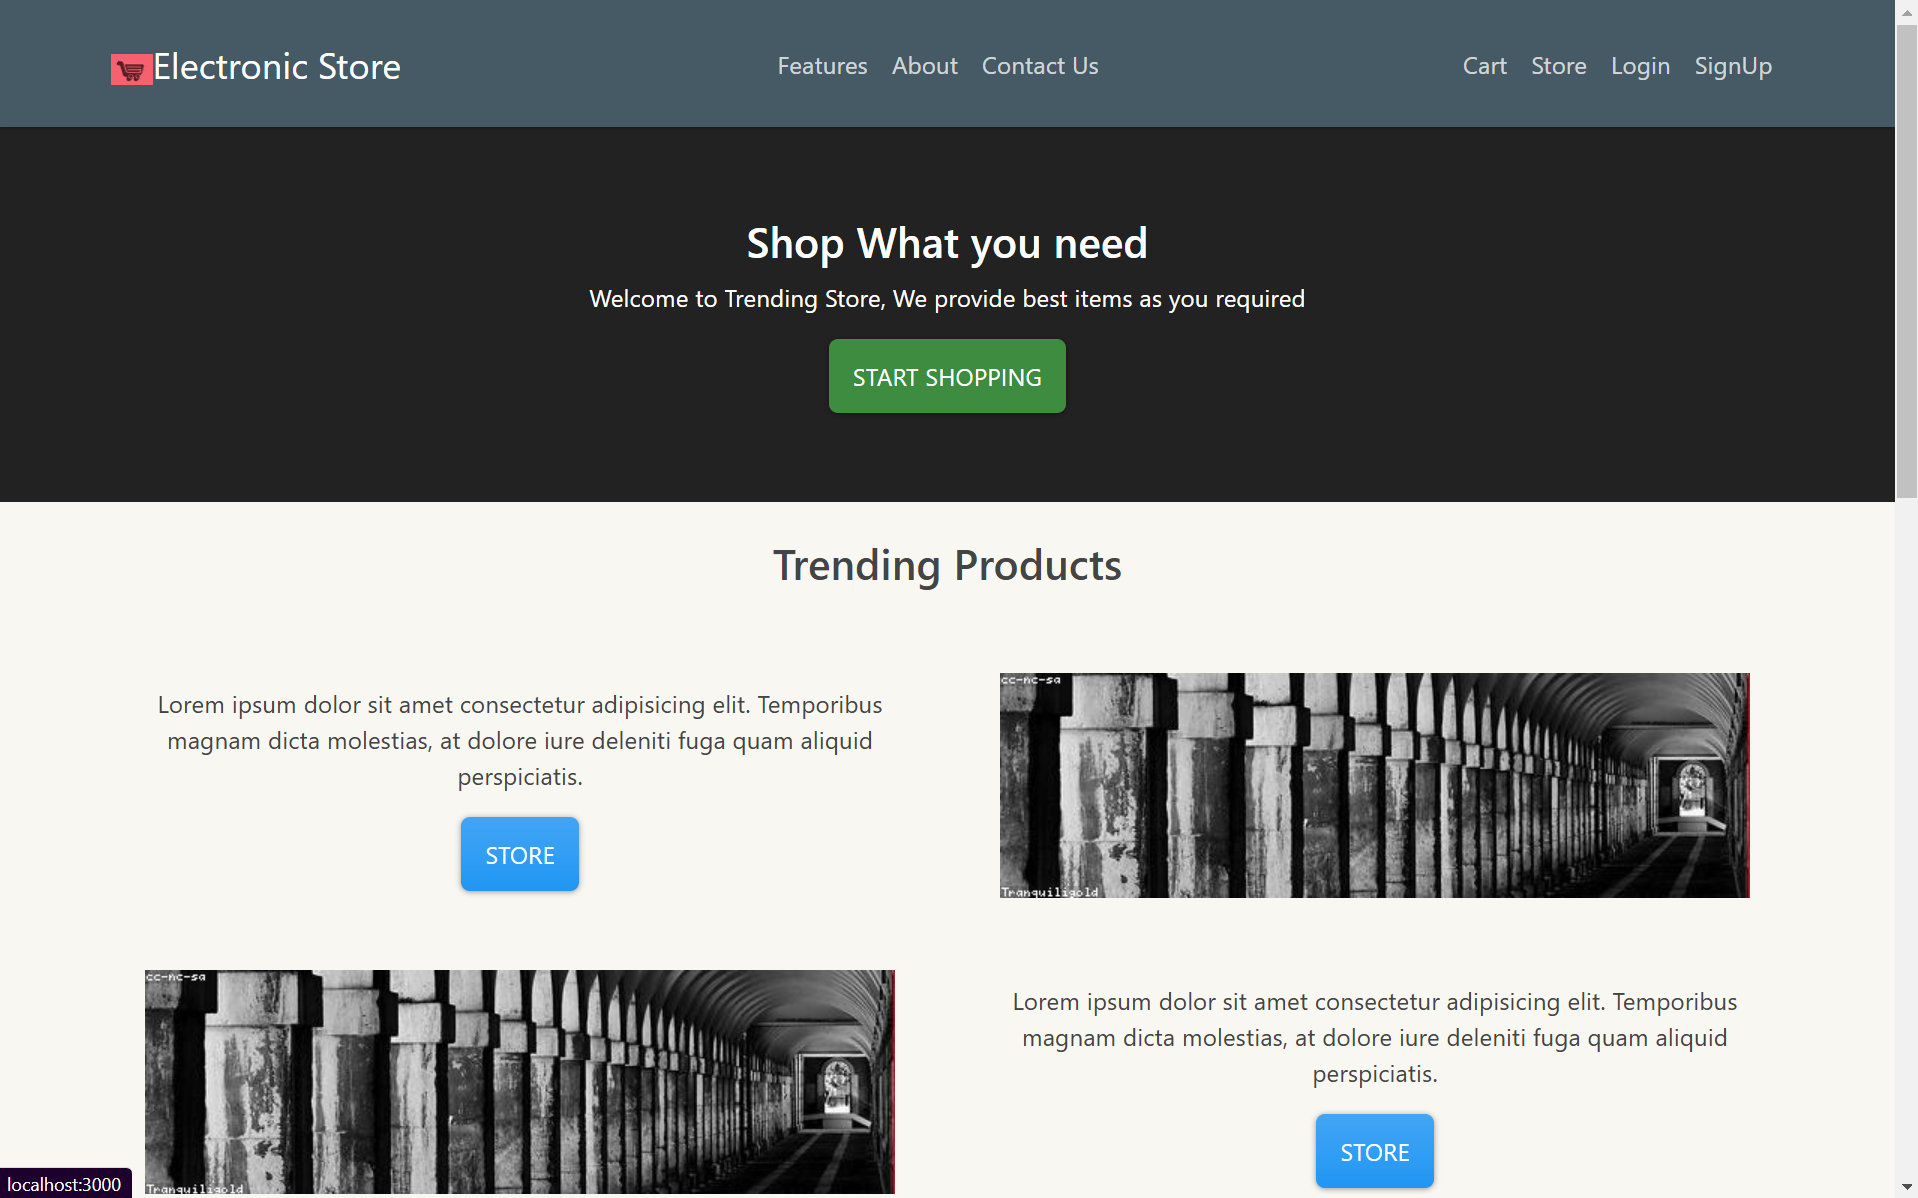 Electronic Store
Features About Contact Us
Cart Store Login SignUp
Shop What you need
Welcome to Trending Store, We provide best items as you required
START SHOPPING
Trending Products
Lorem ipsum dolor sit amet consectetur adipisicing elit. Temporibus
magnam dicta molestias, at dolore iure deleniti fuga quam aliquid
perspiciatis.
STORE
cc-nc-sa
Tranquiligold
cc-nc-sa
Tranquiligold
Lorem ipsum dolor sit amet consectetur adipisicing elit. Temporibus
magnam dicta molestias, at dolore iure deleniti fuga quam aliquid
perspiciatis.
STORE
localhost:3000